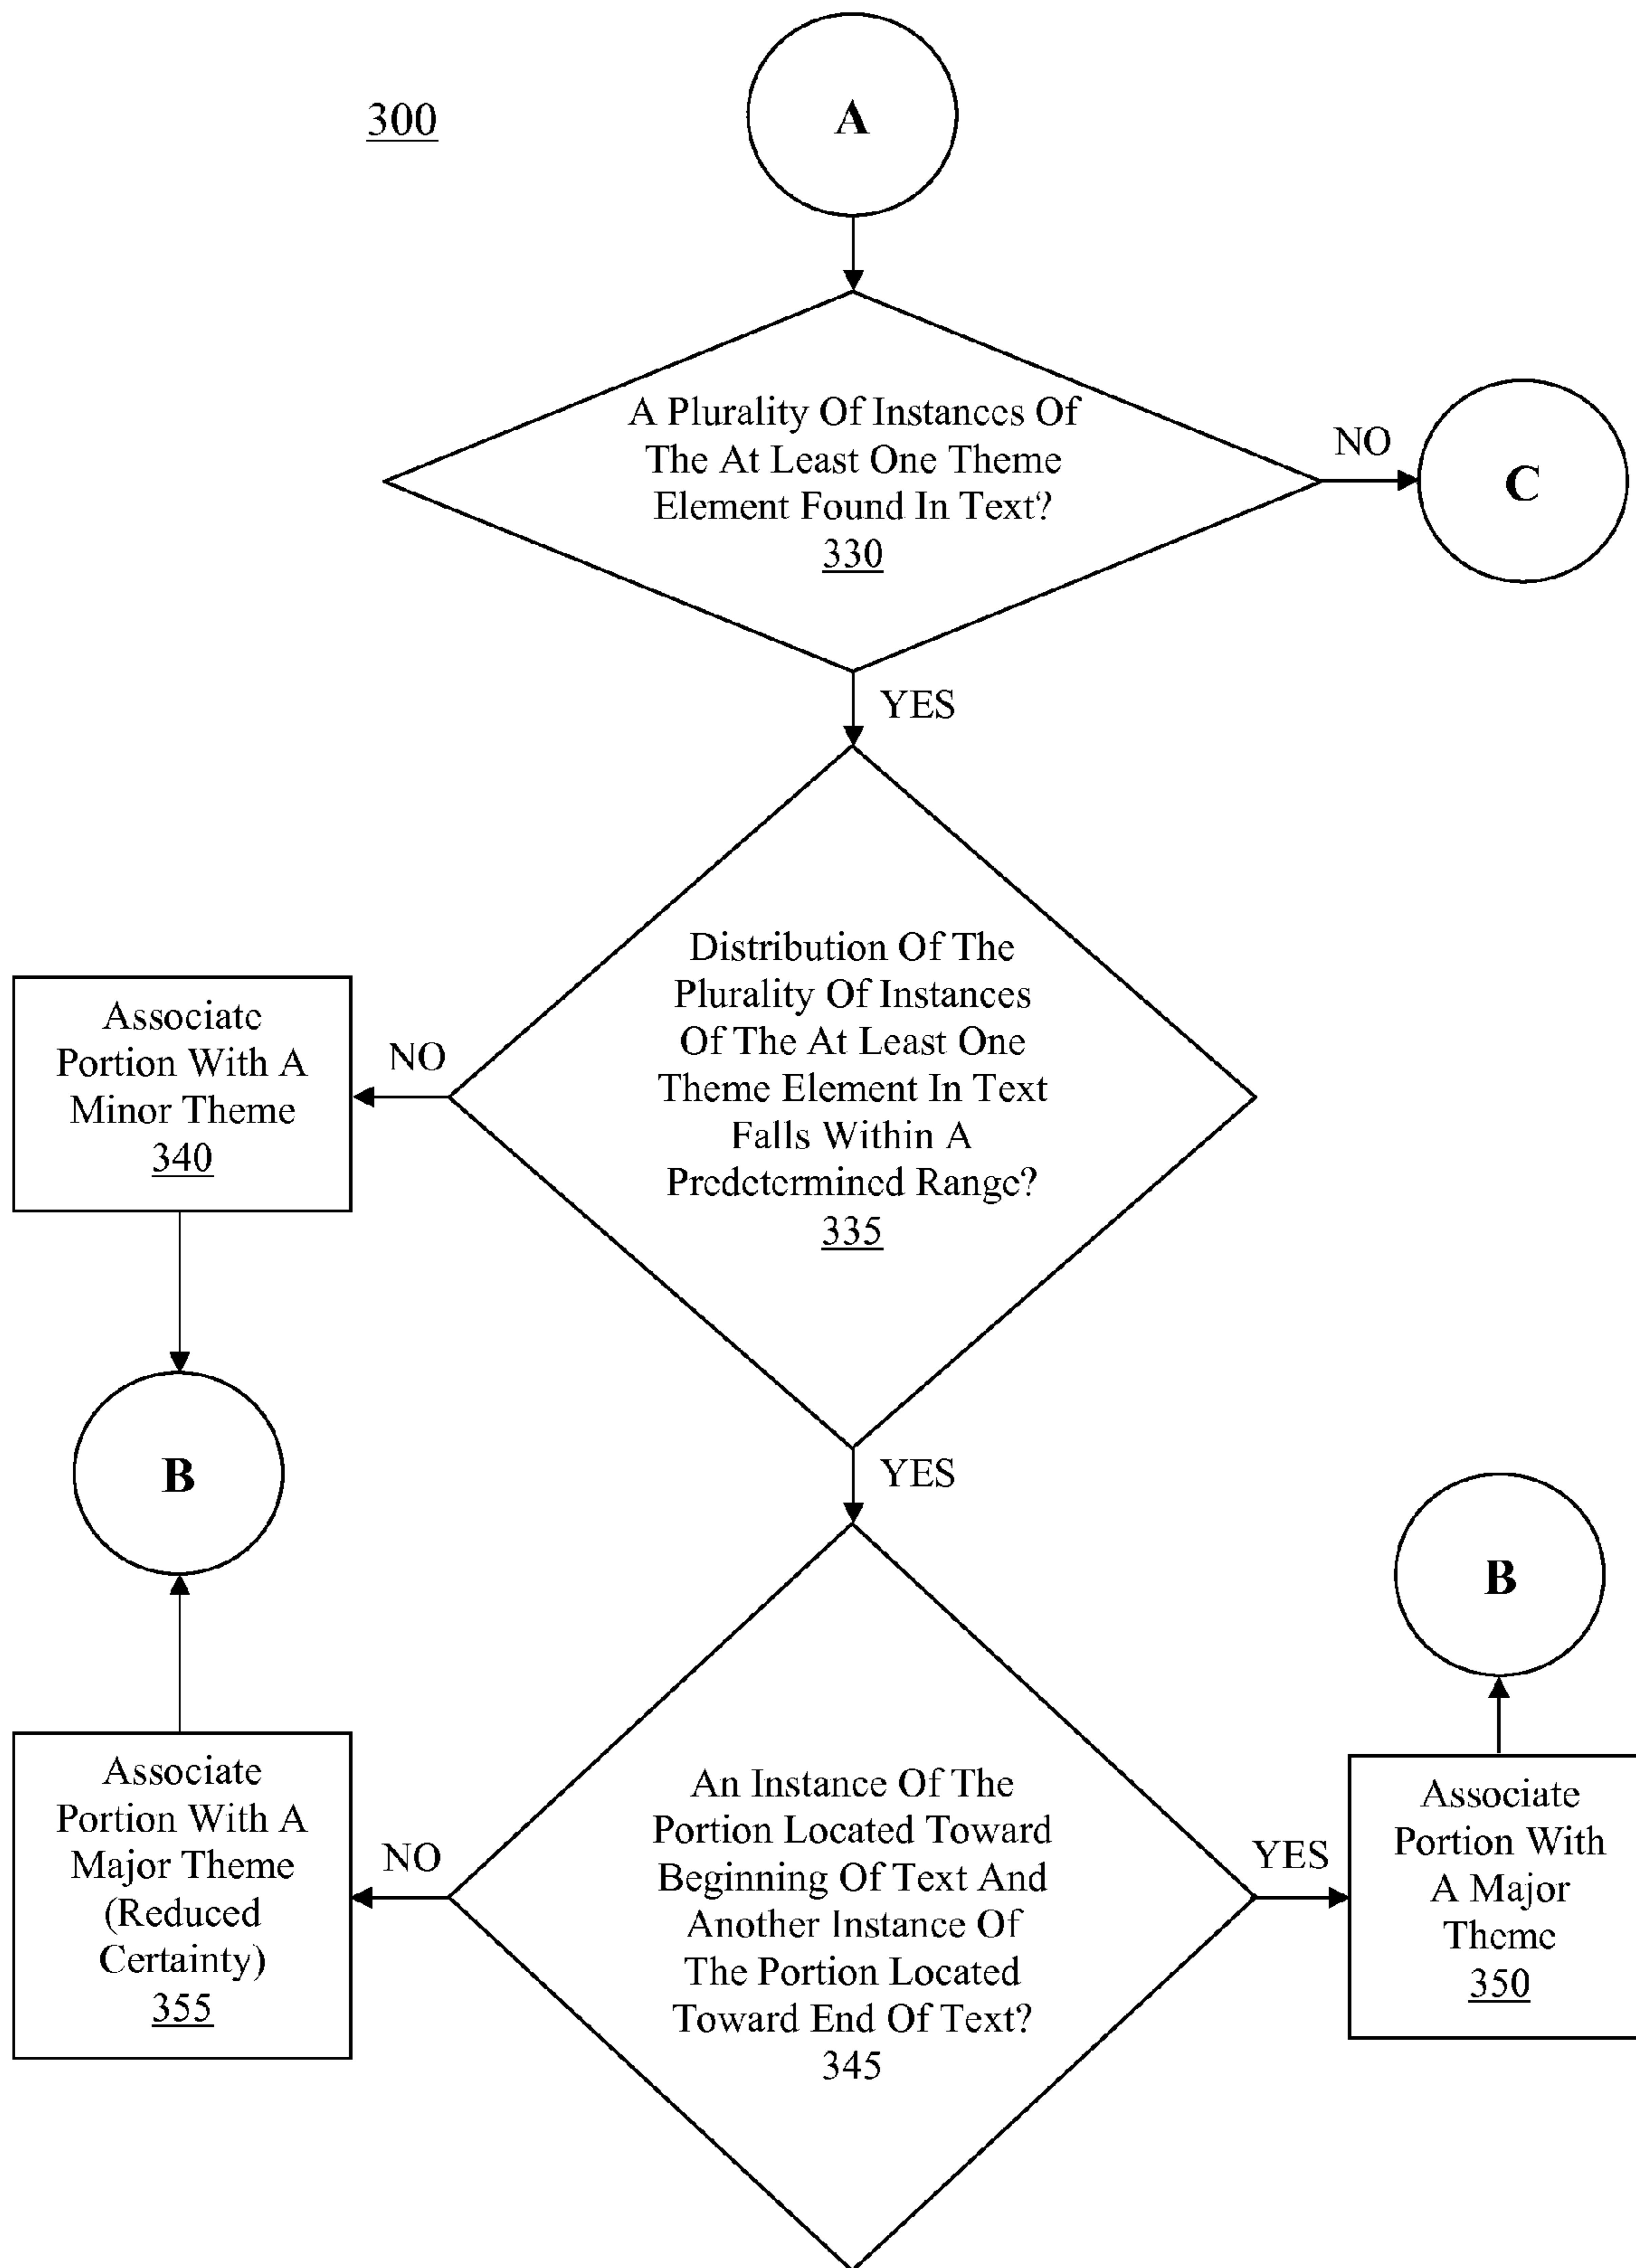 300
A
A Plurality Of Instances Of
The At Least One Theme
Element Found In Text?
330
NO
C
YES
Distribution Of The
Plurality Of Instances
Of The At Least One
Theme Element In Text
Falls Within A
Predetermined Range?
335
NO
Associate
Portion With A
Minor Theme
340
B
YES
An Instance Of The
Portion Located Toward
Beginning Of Text And
Another Instance Of
The Portion Located
Toward End Of Text?
345
NO
Associate
Portion With A
Major Theme
(Reduced
Certainty)
355
YES
Associate
Portion With
A Major
Theme
350
B